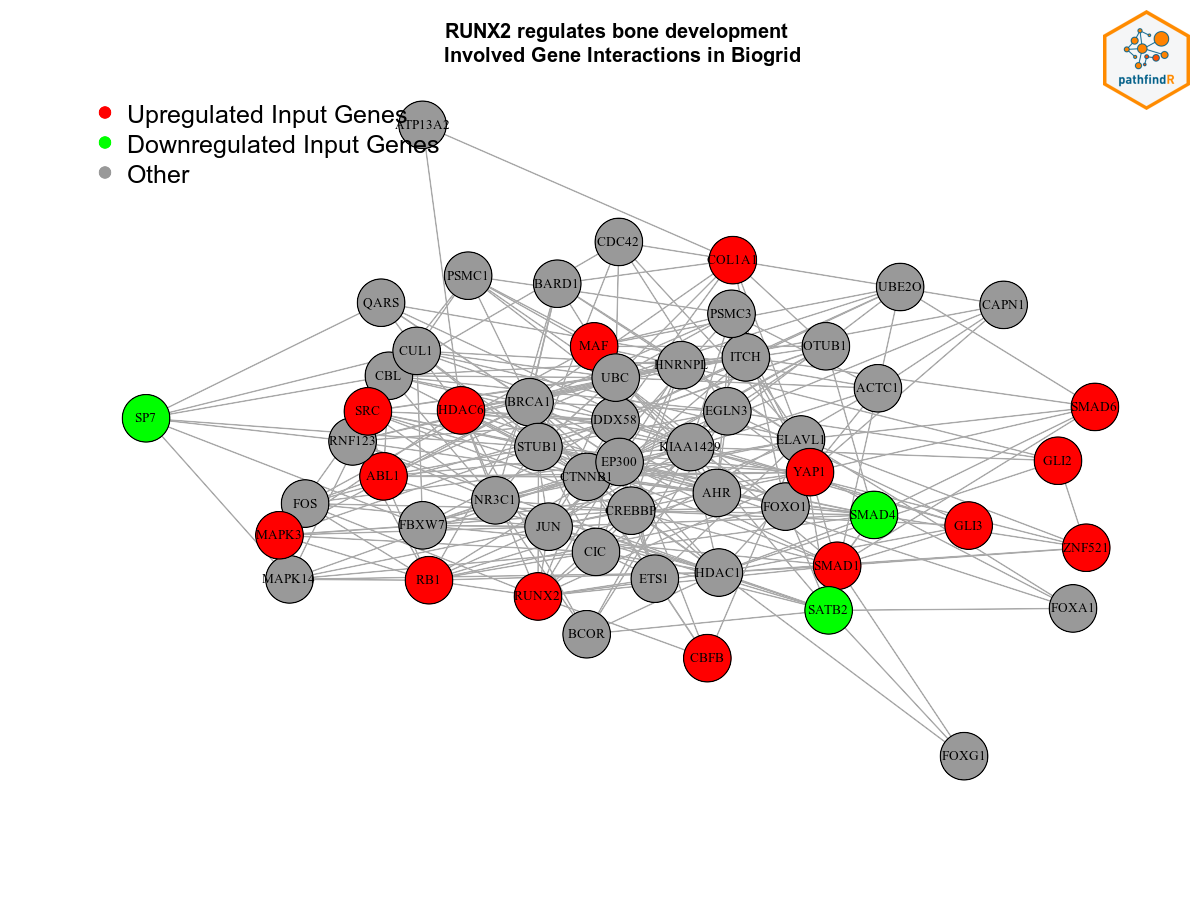 RUNX2 regulates bone development
Involved Gene Interactions in Biogrid
pathfindR
Upregulated Input Genes
Downregulated Input Genes
Other
ATP13A2
CDC42
COL1A1
PSMC1
BARD1
UBE2O
QARS
CAPN1
PSMC3
MAF
OTUB1
CUL1
ITCH
HNRNPL
CBL
UBC
ACTC1
BRCA1
SMAD6
SRC
HDAC6
EGLN3
SP7
DDX58
RNF123
STUB1
KIAA1429
ELAVL1
EP300
GLI2
ABL1
CTNNB1
YAP1
AHR
NR3C1
FOS
CREBBP
FOXO1
SMAD4
FBXW7
JUN
GLI3
MAPK3
ZNF521
CIC
SMAD1
MAPK14
RB1
ETS1
HDAC1
RUNX2
SATB2
FOXA1
BCOR
CBFB
FOXG1